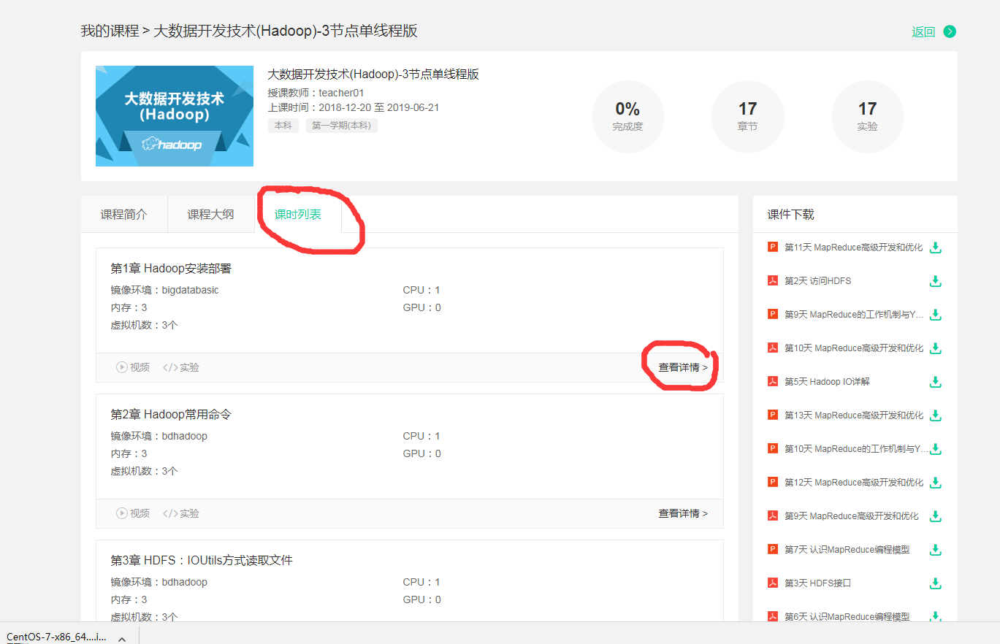 我的课程 > 大数据开发技术(Hadoop)-3节点单线程版
返回
大数据开发技术
(Hadoop)
hadoop
大数据开发技术(Hadoop)-3节点单线程版
授课教师：teacher01
上课时间：2018-12-20 至 2019-06-21
本科 第一学期(本科)
0%
完成度
17
章节
17
实验
课程简介 课程大纲 课时列表
第1章 Hadoop安装部署
镜像环境：bigdatabasic CPU：1
内存：3 GPU：0
虚拟机数：3个
视频 </> 实验 查看详情 >
第2章 Hadoop常用命令
镜像环境：bdhadoop CPU：1
内存：3 GPU：0
虚拟机数：3个
视频 </> 实验 查看详情 >
第3章 HDFS：IOUtils方式读取文件
镜像环境：bdhadoop CPU：1
内存：3 GPU：0
虚拟机数：3个
课件下载
第11天 MapReduce高级开发和优化
第2天 访问HDFS
第9天 MapReduce的工作机制与Y...
第10天 MapReduce高级开发和优化
第5天 Hadoop IO详解
第13天 MapReduce高级开发和优化
第10天 MapReduce的工作机制与Y...
第12天 MapReduce高级开发和优化
第9天 MapReduce高级开发和优化
第7天 认识MapReduce编程模型
第3天 HDFS接口
第6天 认识MapReduce编程模型
CentOS-7-x86_64....i...